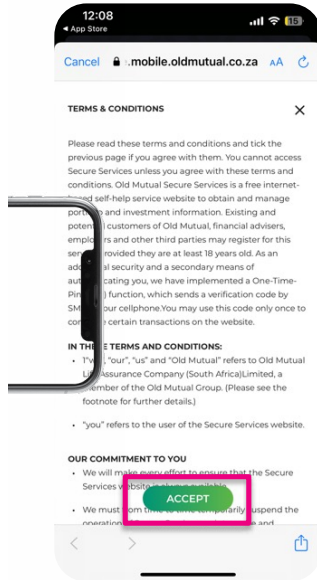 12:08
15
App Store
Cancel
.mobile.oldmutual.co.za
AA
TERMS & CONDITIONS
Please read these terms and conditions and tick the
previous page if you agree with them. You cannot access
Secure Services unless you agree with these terms and
conditions. Old Mutual Secure Services is a free internet-
self-help service website to obtain and manage
and investment information. Existing and
customers of Old Mutual, financial advisers,
and other third parties may register for this
provided they are at least 18 years old. As an
security and a secondary means of
you, we have implemented a One-Time-
function, which sends a verification code by
your cellphone.You may use this code only once to
certain transactions on the website.
IN THE E TERMS AND CONDITIONS:
"our", "us" and "Old Mutual" refers to Old Mutual
Assurance Company (South Africa)Limited, a
member of the Old Mutual Group. (Please see the
footnote for further details.)
• "you" refers to the user of the Secure Services website.
OUR COMMITMENT TO YOU
• We will make every effort to ensure that the Secure
Services website
ACCEPT
• We must from time to time temporarily suspend the
and